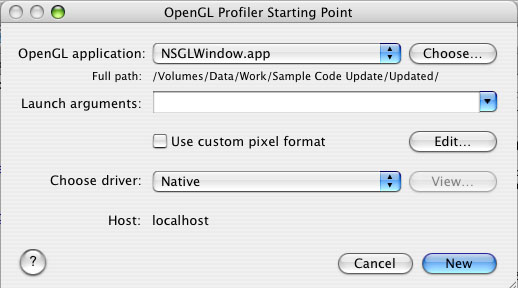 OpenGL Profiler Starting Point
OpenGL application: NSGLWindow.app Choose...
Full path: /Volumes/Data/Work/Sample Code Update/Updated/
Launch arguments:
Use custom pixel format Edit...
Choose driver: Native View...
Host: localhost
? Cancel New